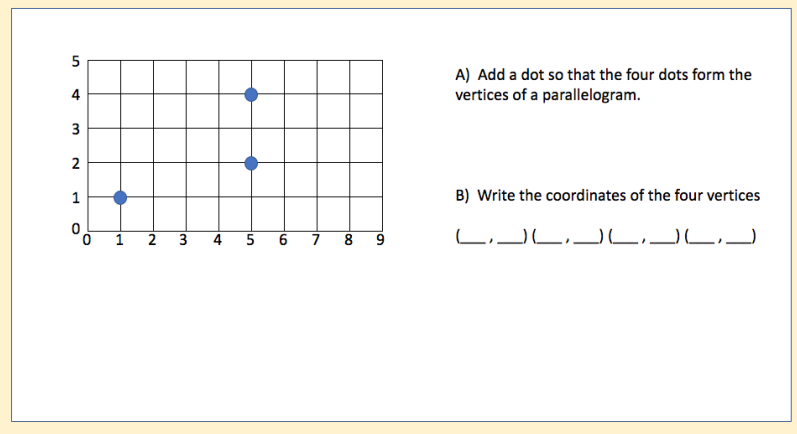 5
4
3
2
1
0
0 1 2 3 4 5 6 7 8 9
A) Add a dot so that the four dots form the
vertices of a parallelogram.
B) Write the coordinates of the four vertices
(__,__)(__,__)(__,__)(__,__)